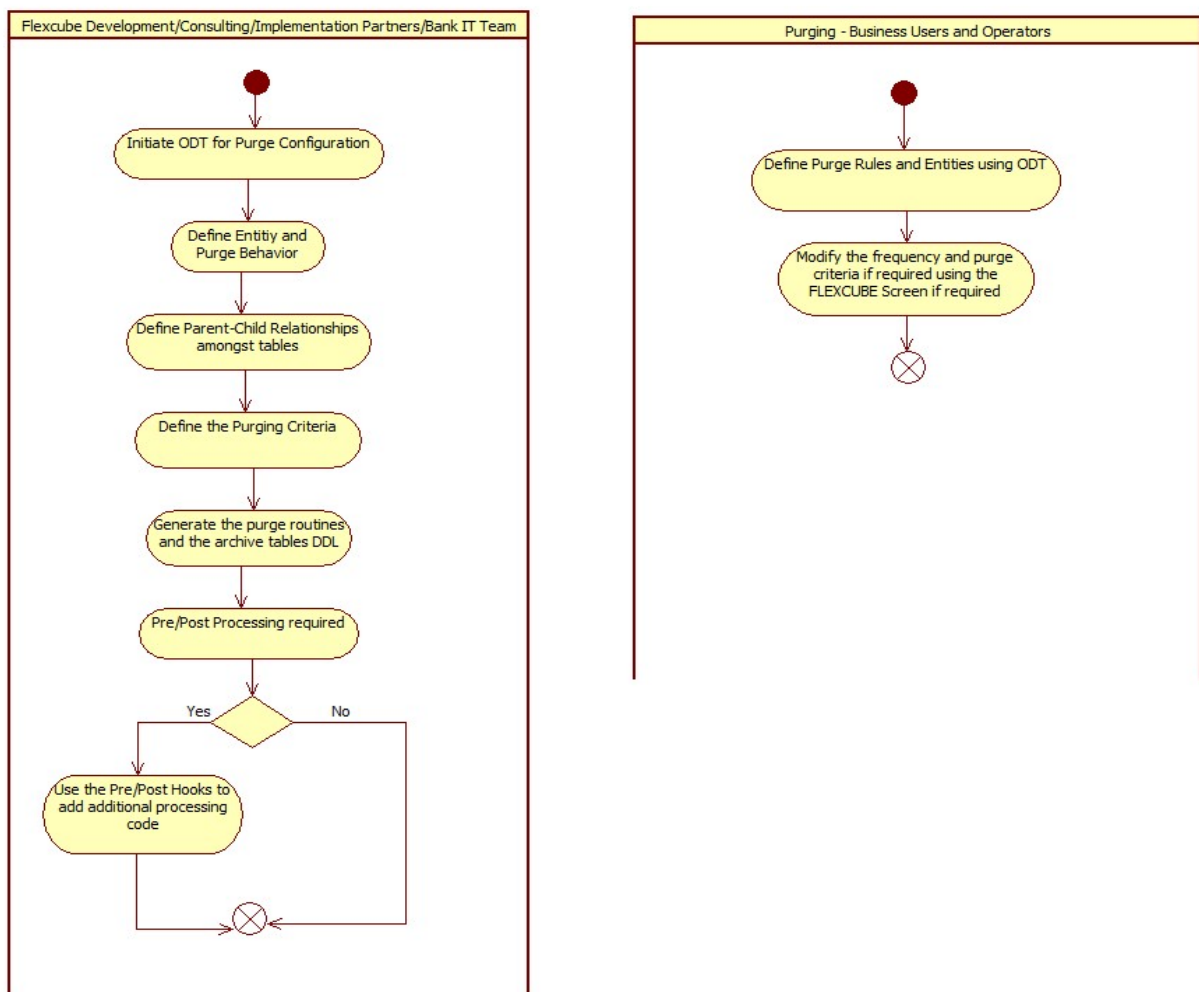 Flexcube Development/Consulting/Implementation Partners/Bank IT Team
Initiate ODT for Purge Configuration
Define Entitiy and
Purge Behavior
Define Parent-Child Relationships
amongst tables
Define the Purging Criteria
Generate the purge routines
and the archive tables DDL
Pre/Post Processing required
Yes
No
Use the Pre/Post Hooks to
add additional processing
code
Purging - Business Users and Operators
Define Purge Rules and Entities using ODT
Modify the frequency and purge
criteria if required using the
FLEXCUBE Screen if required